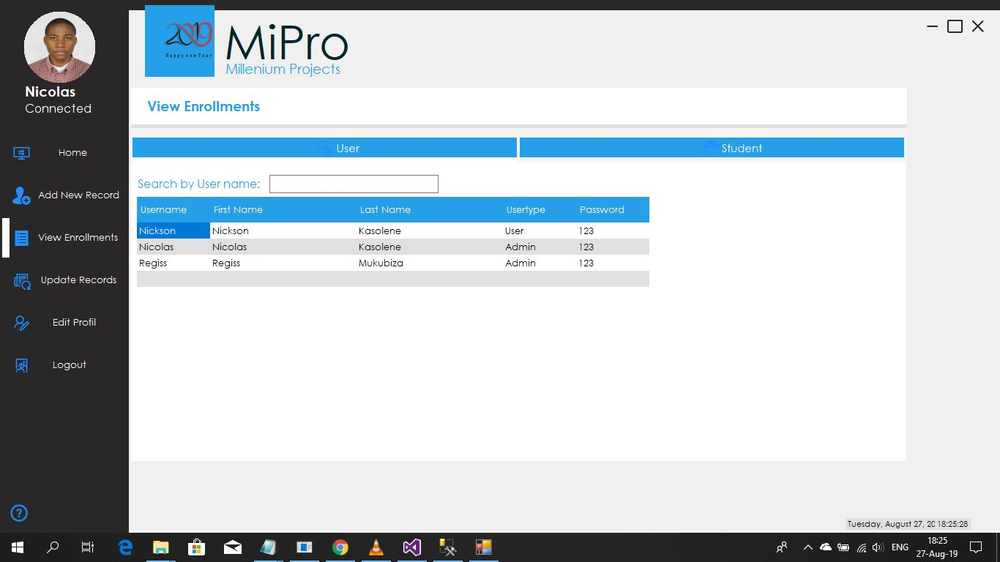 2019
Happy new Year
MiPro
Millenium Projects
Nicolas
Connected
Home
Add New Record
View Enrollments
Update Records
Edit Profil
Logout
?
View Enrollments
User Student
Search by User name:
Username First Name Last Name Usertype Password
Nickson Nickson Kasolene User 123
Nicolas Nicolas Kasolene Admin 123
Regiss Regiss Mukubiza Admin 123
Tuesday, August 27, 20 18:25:28
ENG
18:25
27-Aug-19